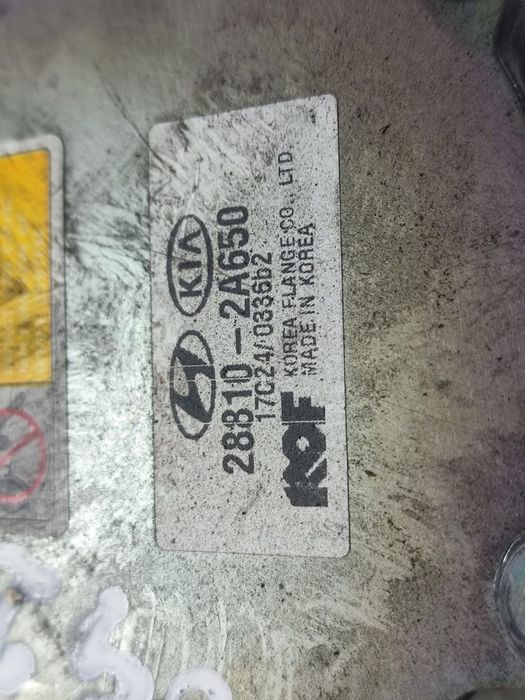 KIA
28810-2A650
17C24/0336b2
KOF
KOREA FLANGE CO., LTD
MADE IN KOREA